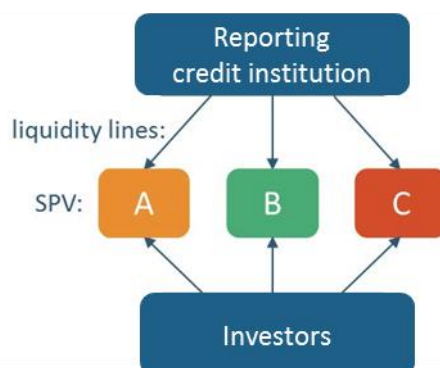 Reporting
credit institution
liquidity lines:
SPV: A B C
Investors